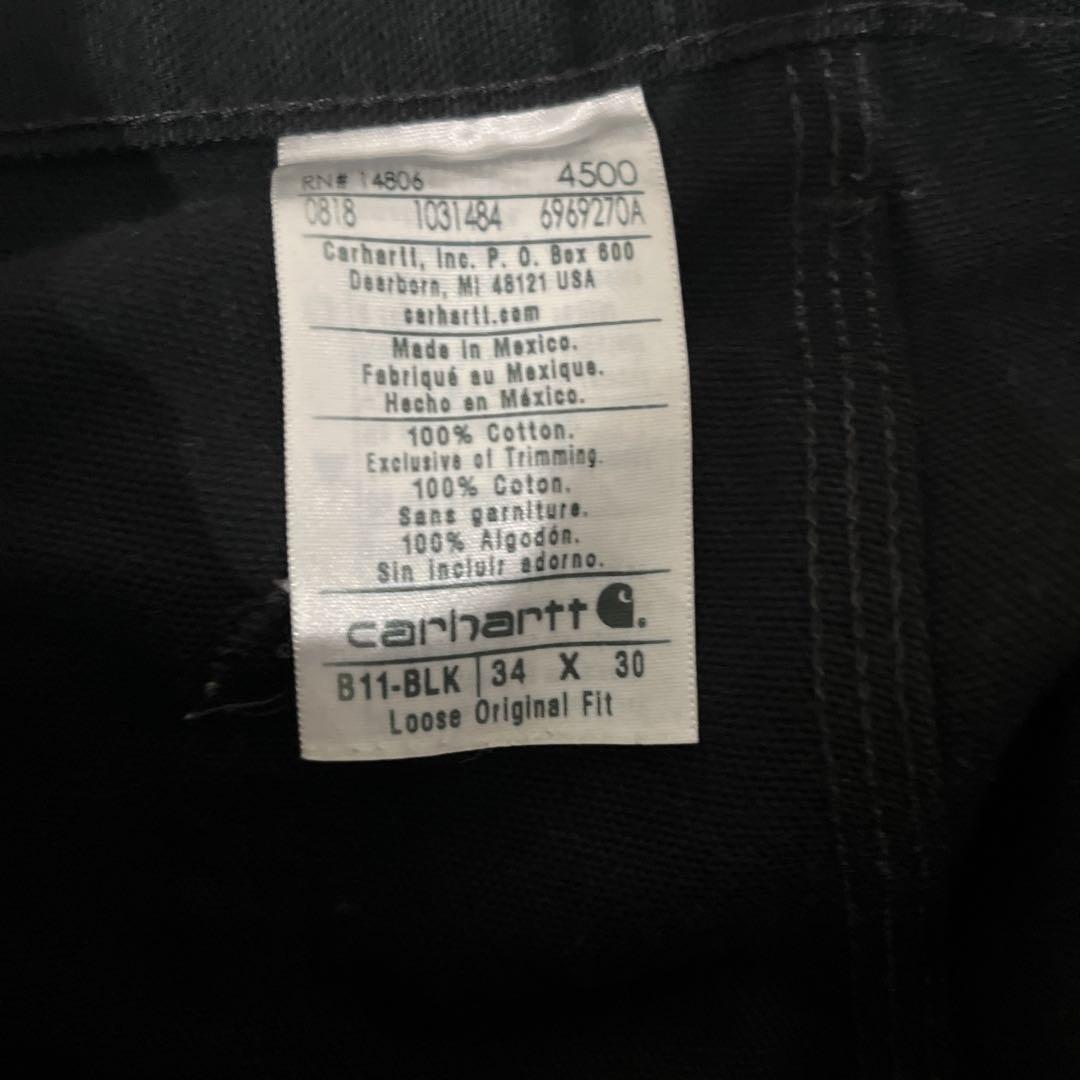 RN# 14806 4500
0818 1031484 6969270A
Carhartt, Inc. P. O. Box 600
Dearborn, MI 48121 USA
carhartt.com
Made in Mexico.
Fabriqué au Mexique.
Hecho en México.
100% Cotton.
Exclusive of Trimming.
100% Coton.
Sans garniture.
100% Algodón.
Sin incluir adorno.
carhartt
B11-BLK | 34 X 30
Loose Original Fit